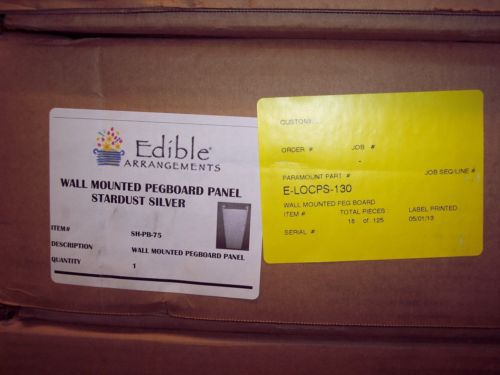 Edible®
ARRANGEMENTS
WALL MOUNTED PEGBOARD PANEL
STARDUST SILVER
ITEM# SH-PB-75
DESCRIPTION WALL MOUNTED PEGBOARD PANEL
QUANTITY 1
ORDER # JOB #
-
PARAMOUNT PART # JOB SEQ/LINE #
E-LOCPS-130
WALL MOUNTED PEG BOARD
ITEM # TOTAL PIECES : LABEL PRINTED :
18 of 125 05/01/13
SERIAL #